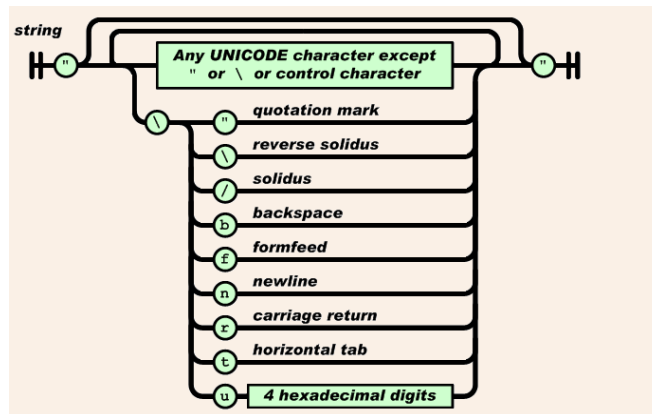 string
" Any UNICODE character except "
" or \ or control character
\ " quotation mark
\ reverse solidus
/ solidus
b backspace
f formfeed
n newline
r carriage return
t horizontal tab
u 4 hexadecimal digits